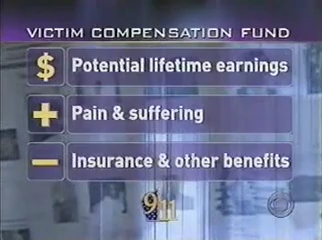 VICTIM COMPENSATION FUND
$ Potential lifetime earnings
+ Pain & suffering
− Insurance & other benefits
9 11